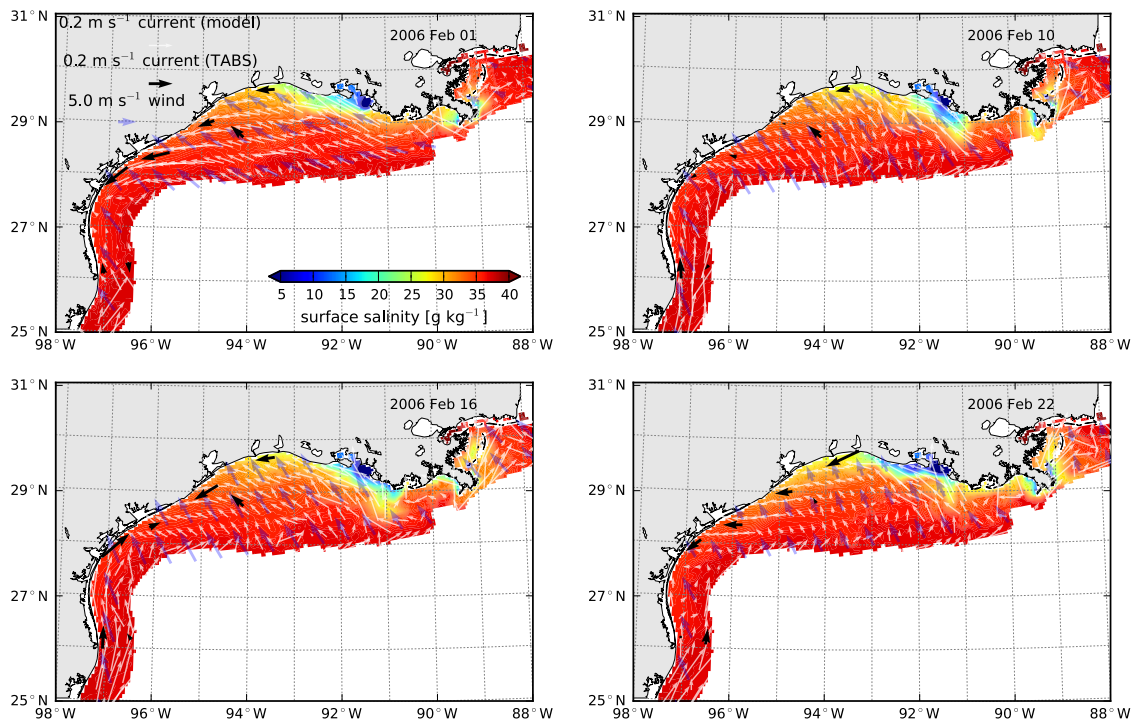 0.2 m s⁻¹ current (model)
0.2 m s⁻¹ current (TABS)
5.0 m s⁻¹ wind
2006 Feb 01
31°N
29°N
27°N
25°N
98°W 96°W 94°W 92°W 90°W 88°W
5 10 15 20 25 30 35 40
surface salinity [g kg⁻¹]
2006 Feb 10
31°N
29°N
27°N
25°N
98°W 96°W 94°W 92°W 90°W 88°W
2006 Feb 16
31°N
29°N
27°N
25°N
98°W 96°W 94°W 92°W 90°W 88°W
2006 Feb 22
31°N
29°N
27°N
25°N
98°W 96°W 94°W 92°W 90°W 88°W